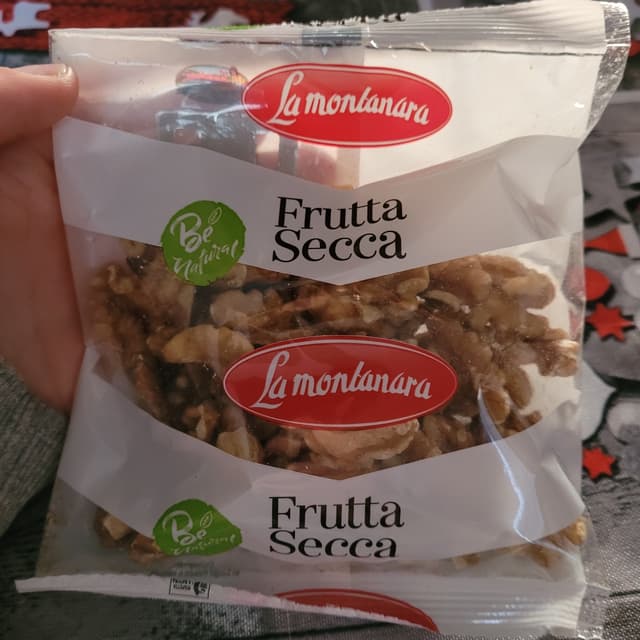 La montanara
Frutta
Secca
Be
Natural
La montanara
Frutta
Secca
Be
Natural